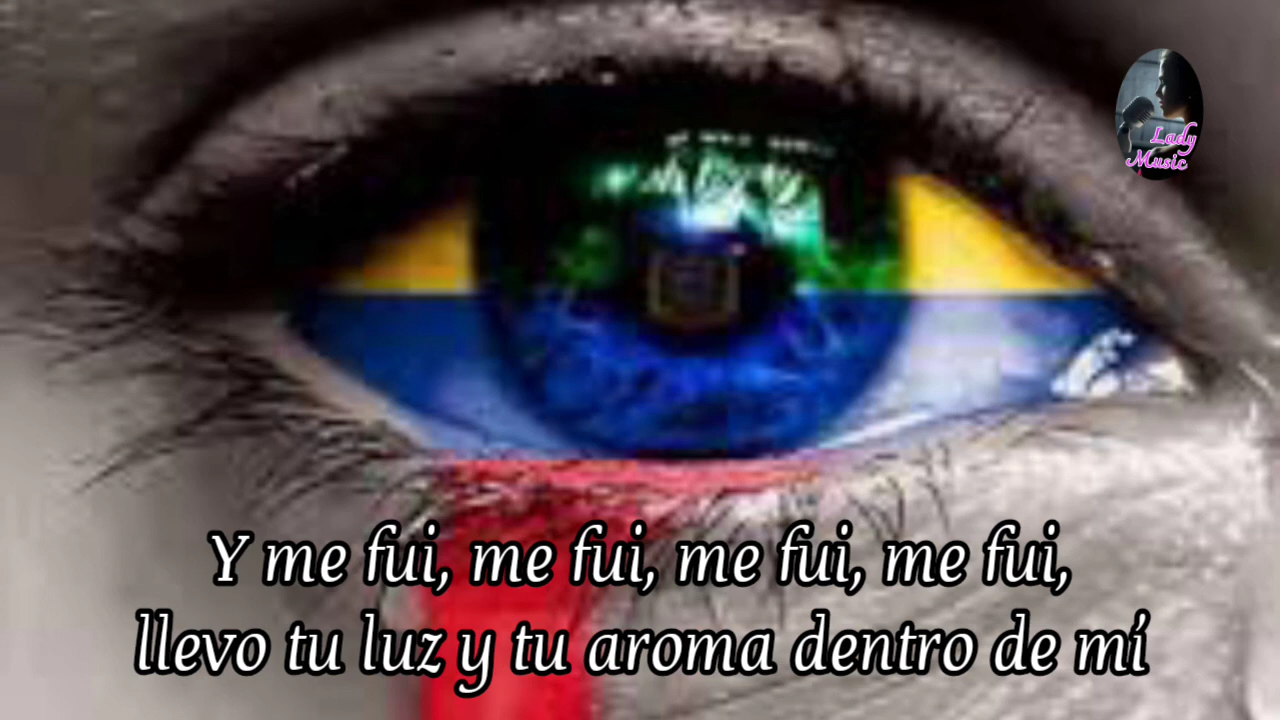 Lady
Music
Y me fui, me fui, me fui, me fui,
llevo tu luz y tu aroma dentro de mí